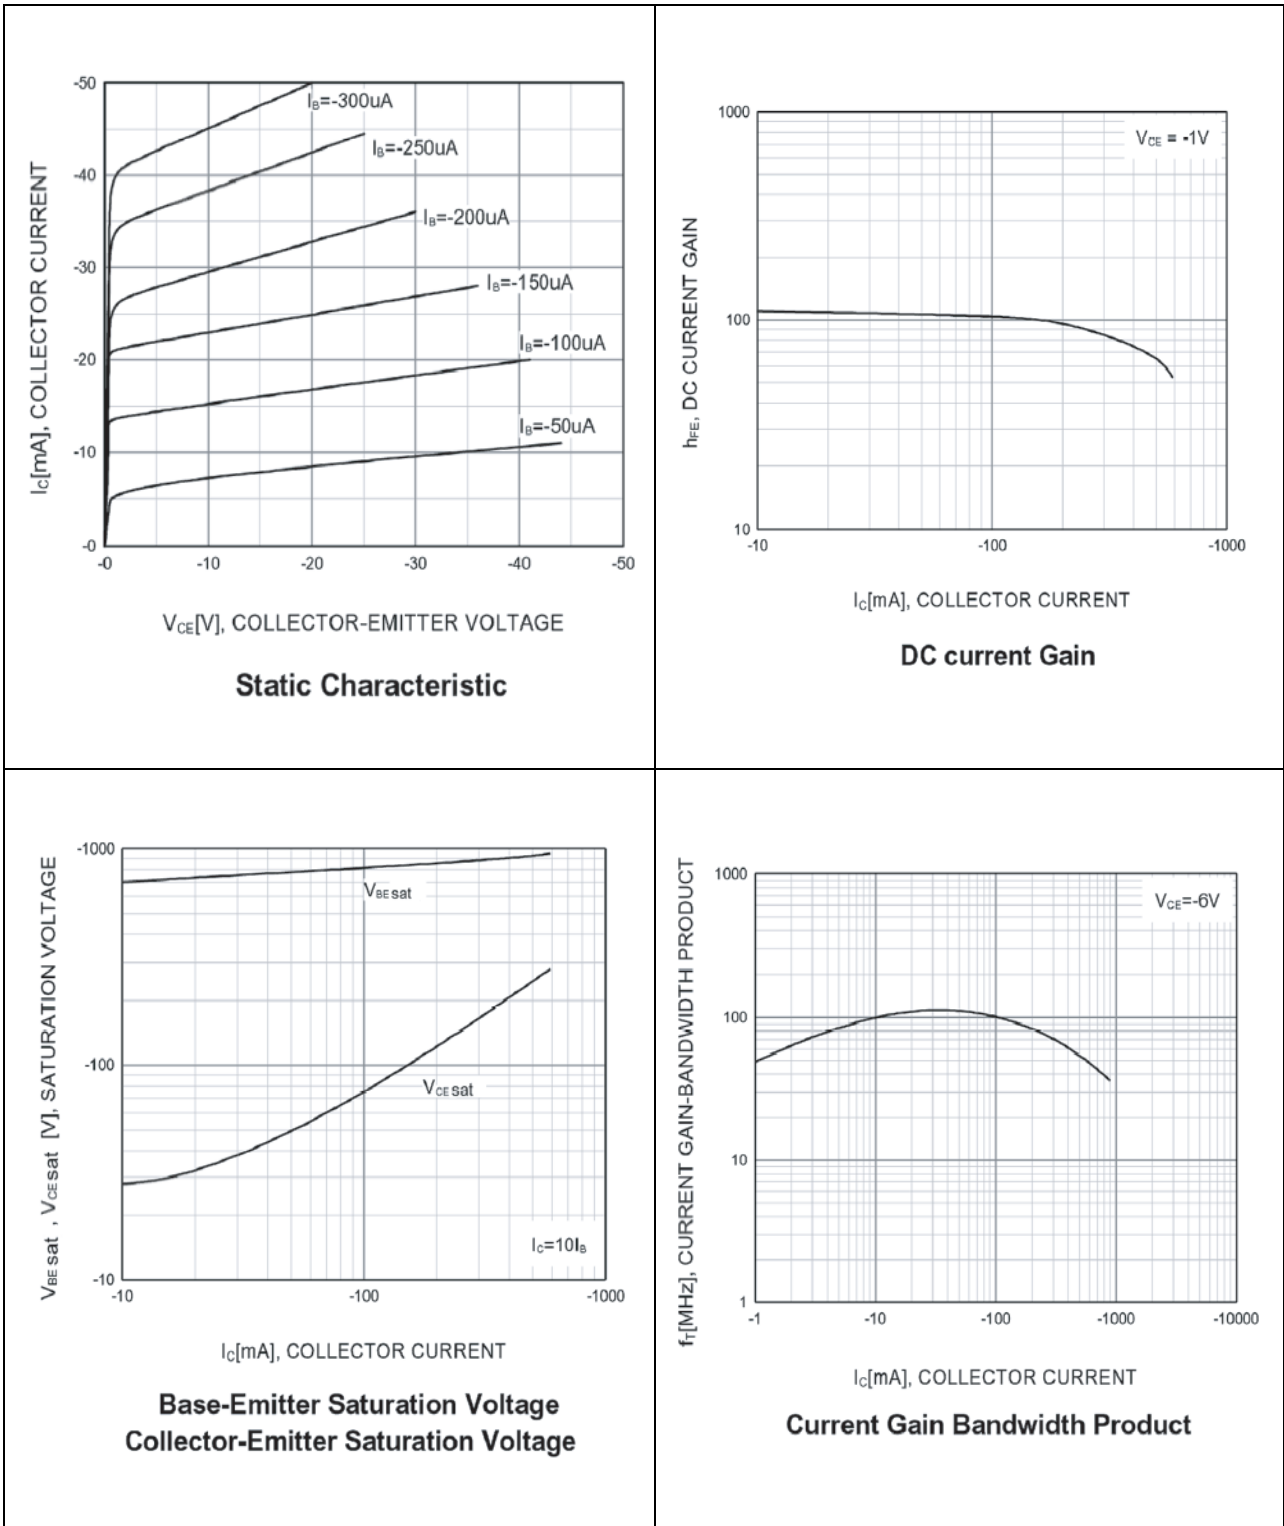 -50
-40
-30
-20
-10
-0
-0
-10
-20
-30
-40
-50
IB=-300uA
IB=-250uA
IB=-200uA
IB=-150uA
IB=-100uA
IB=-50uA
IC[mA], COLLECTOR CURRENT
VCE[V], COLLECTOR-EMITTER VOLTAGE
Static Characteristic
1000
100
10
-10
-100
-1000
VCE = -1V
hFE, DC CURRENT GAIN
IC[mA], COLLECTOR CURRENT
DC current Gain
-1000
-100
-10
-10
-100
-1000
VBE sat
VCE sat
IC=10IB
VBE sat , VCE sat [V], SATURATION VOLTAGE
IC[mA], COLLECTOR CURRENT
Base-Emitter Saturation Voltage
Collector-Emitter Saturation Voltage
1000
100
10
1
-1
-10
-100
-1000
-10000
VCE=-6V
fT[MHz], CURRENT GAIN-BANDWIDTH PRODUCT
IC[mA], COLLECTOR CURRENT
Current Gain Bandwidth Product